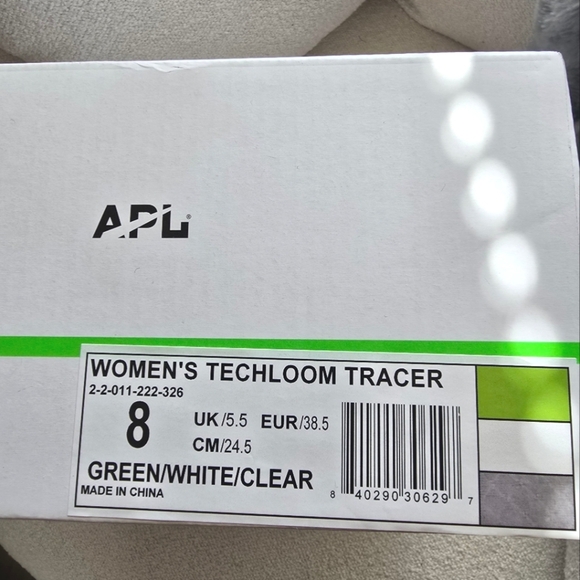 APL®
WOMEN'S TECHLOOM TRACER
2-2-011-222-326
8 UK/5.5 EUR/38.5
CM/24.5
GREEN/WHITE/CLEAR
MADE IN CHINA
8 40290 30629 7